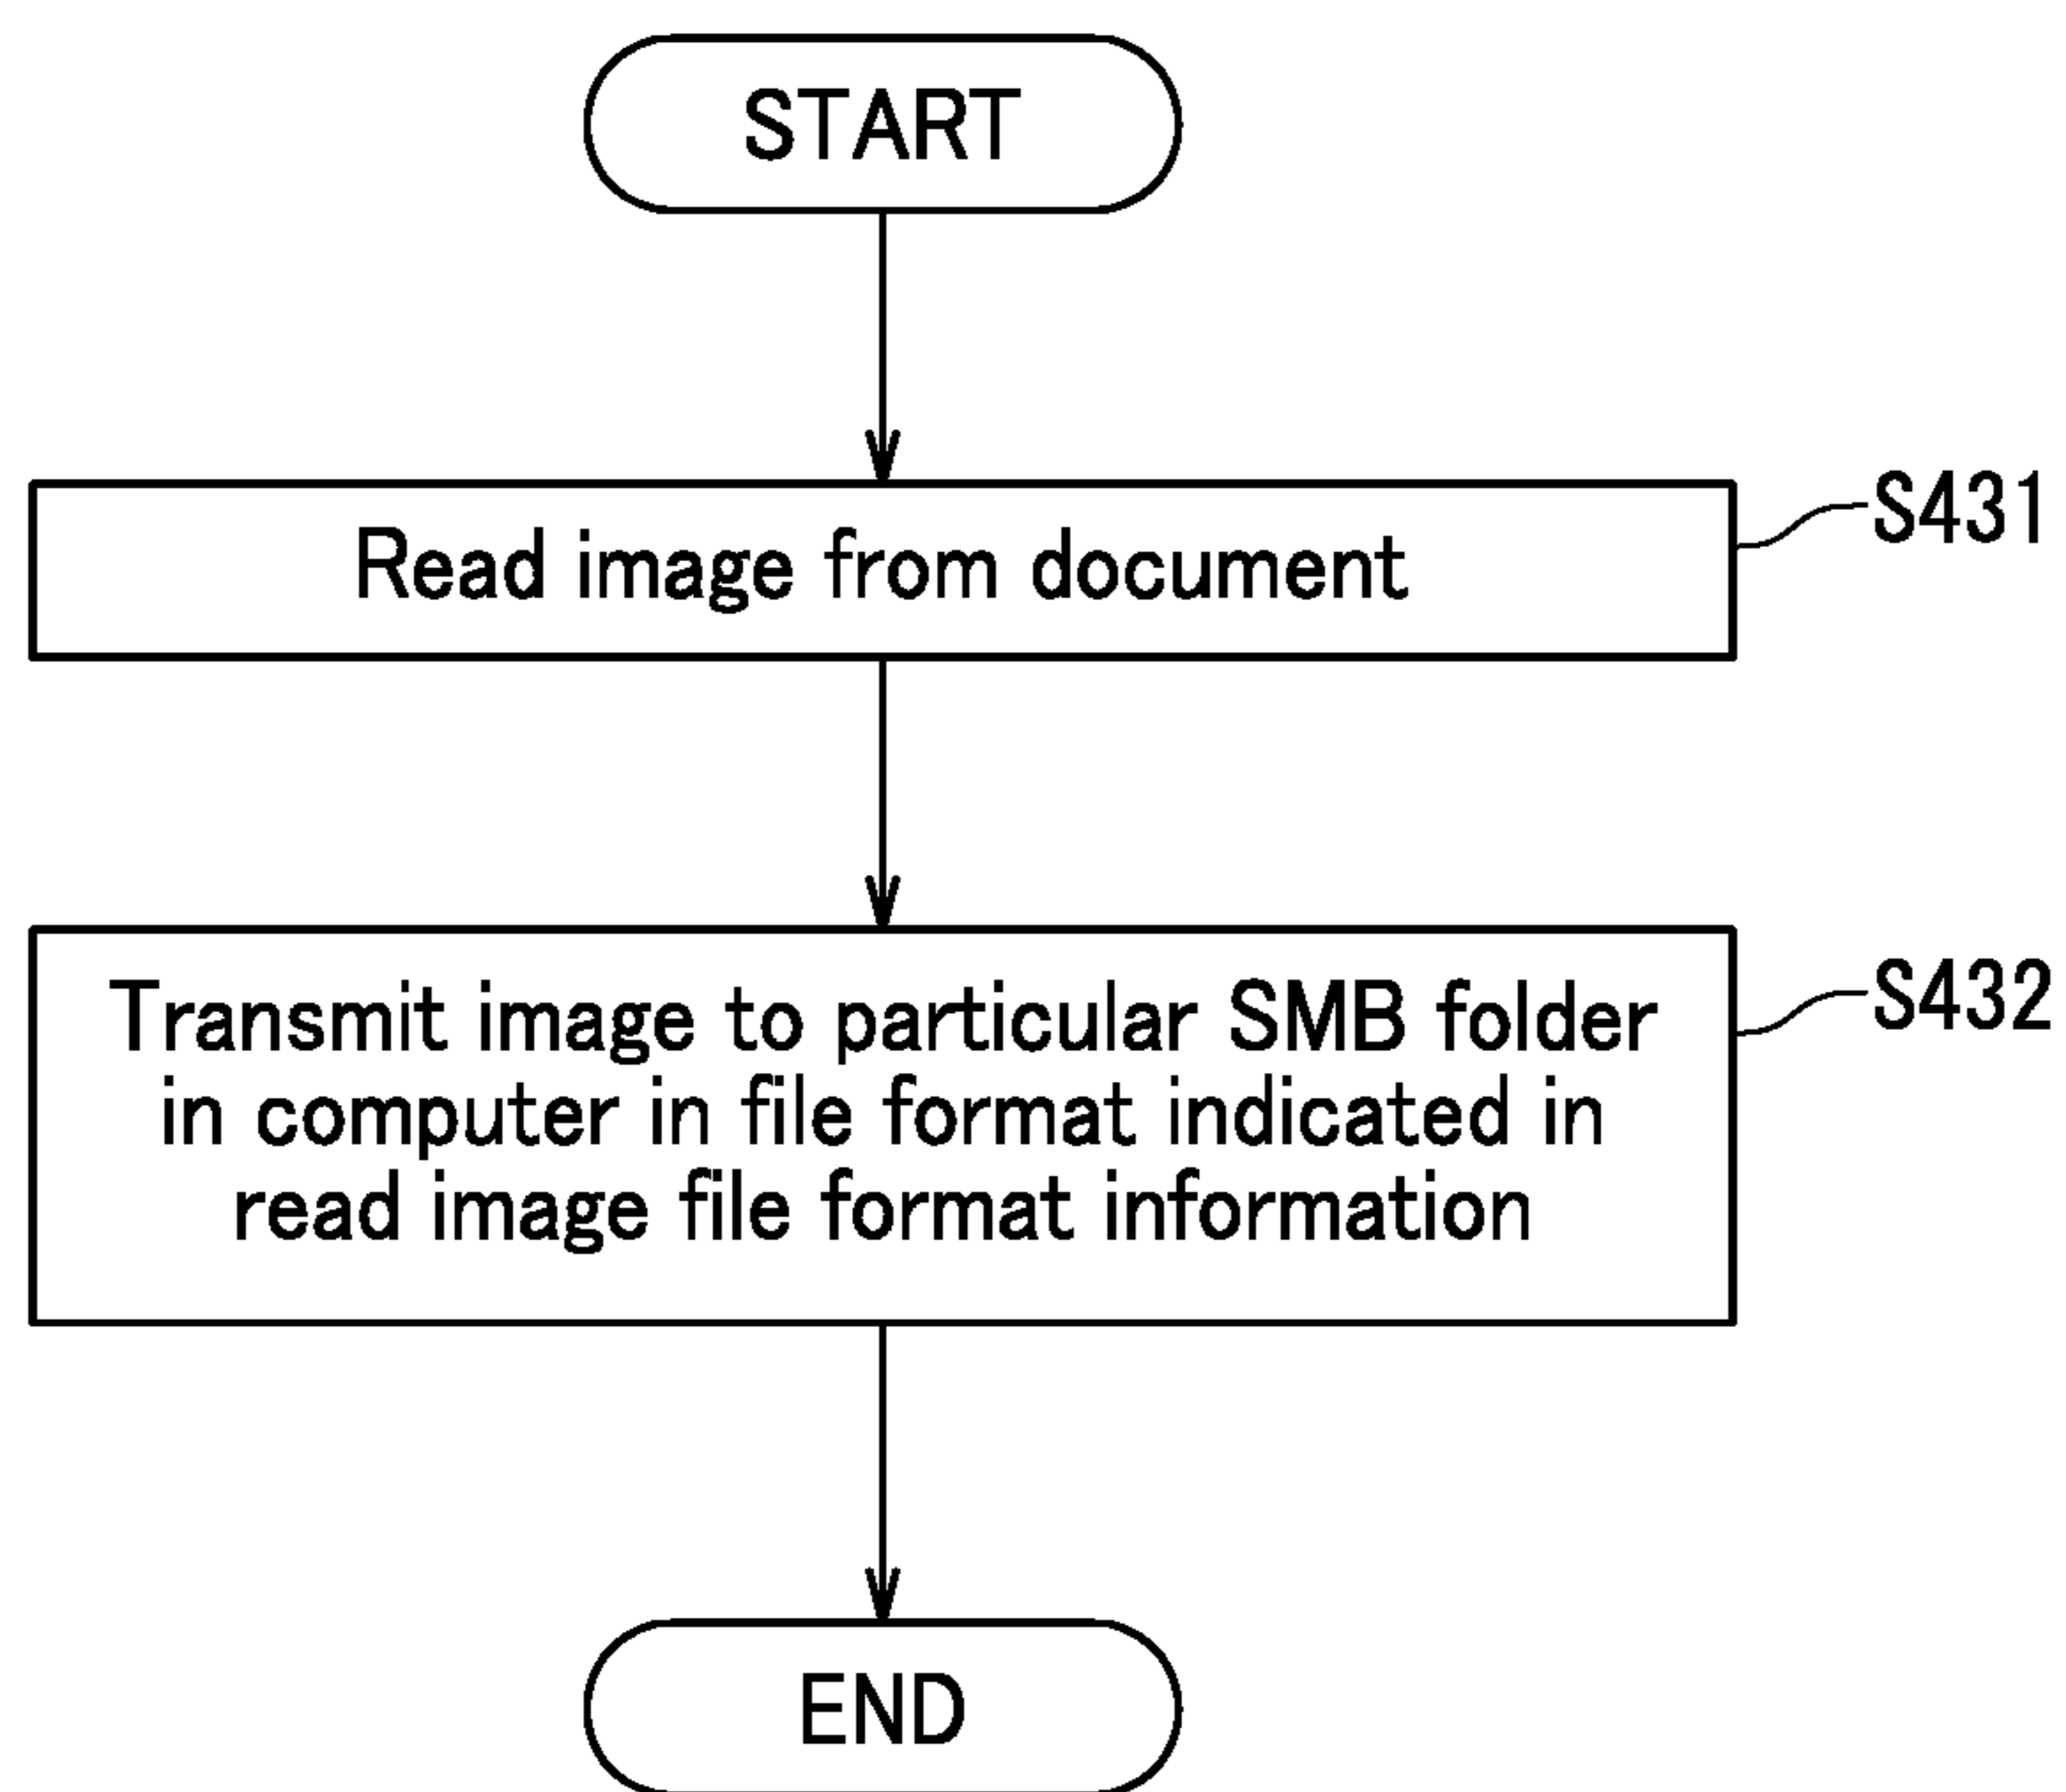 START
Read image from document
S431
Transmit image to particular SMB folder
in computer in file format indicated in
read image file format information
S432
END